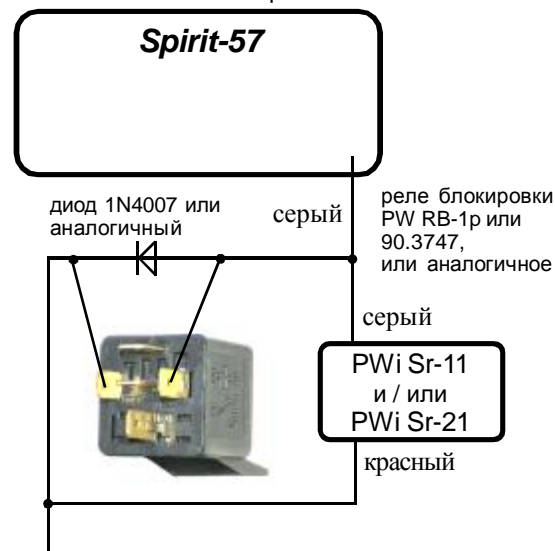 Spirit-57
диод 1N4007 или
аналогичный
серый
реле блокировки
PW RB-1p или
90.3747,
или аналогичное
серый
PWi Sr-11
и / или
PWi Sr-21
красный